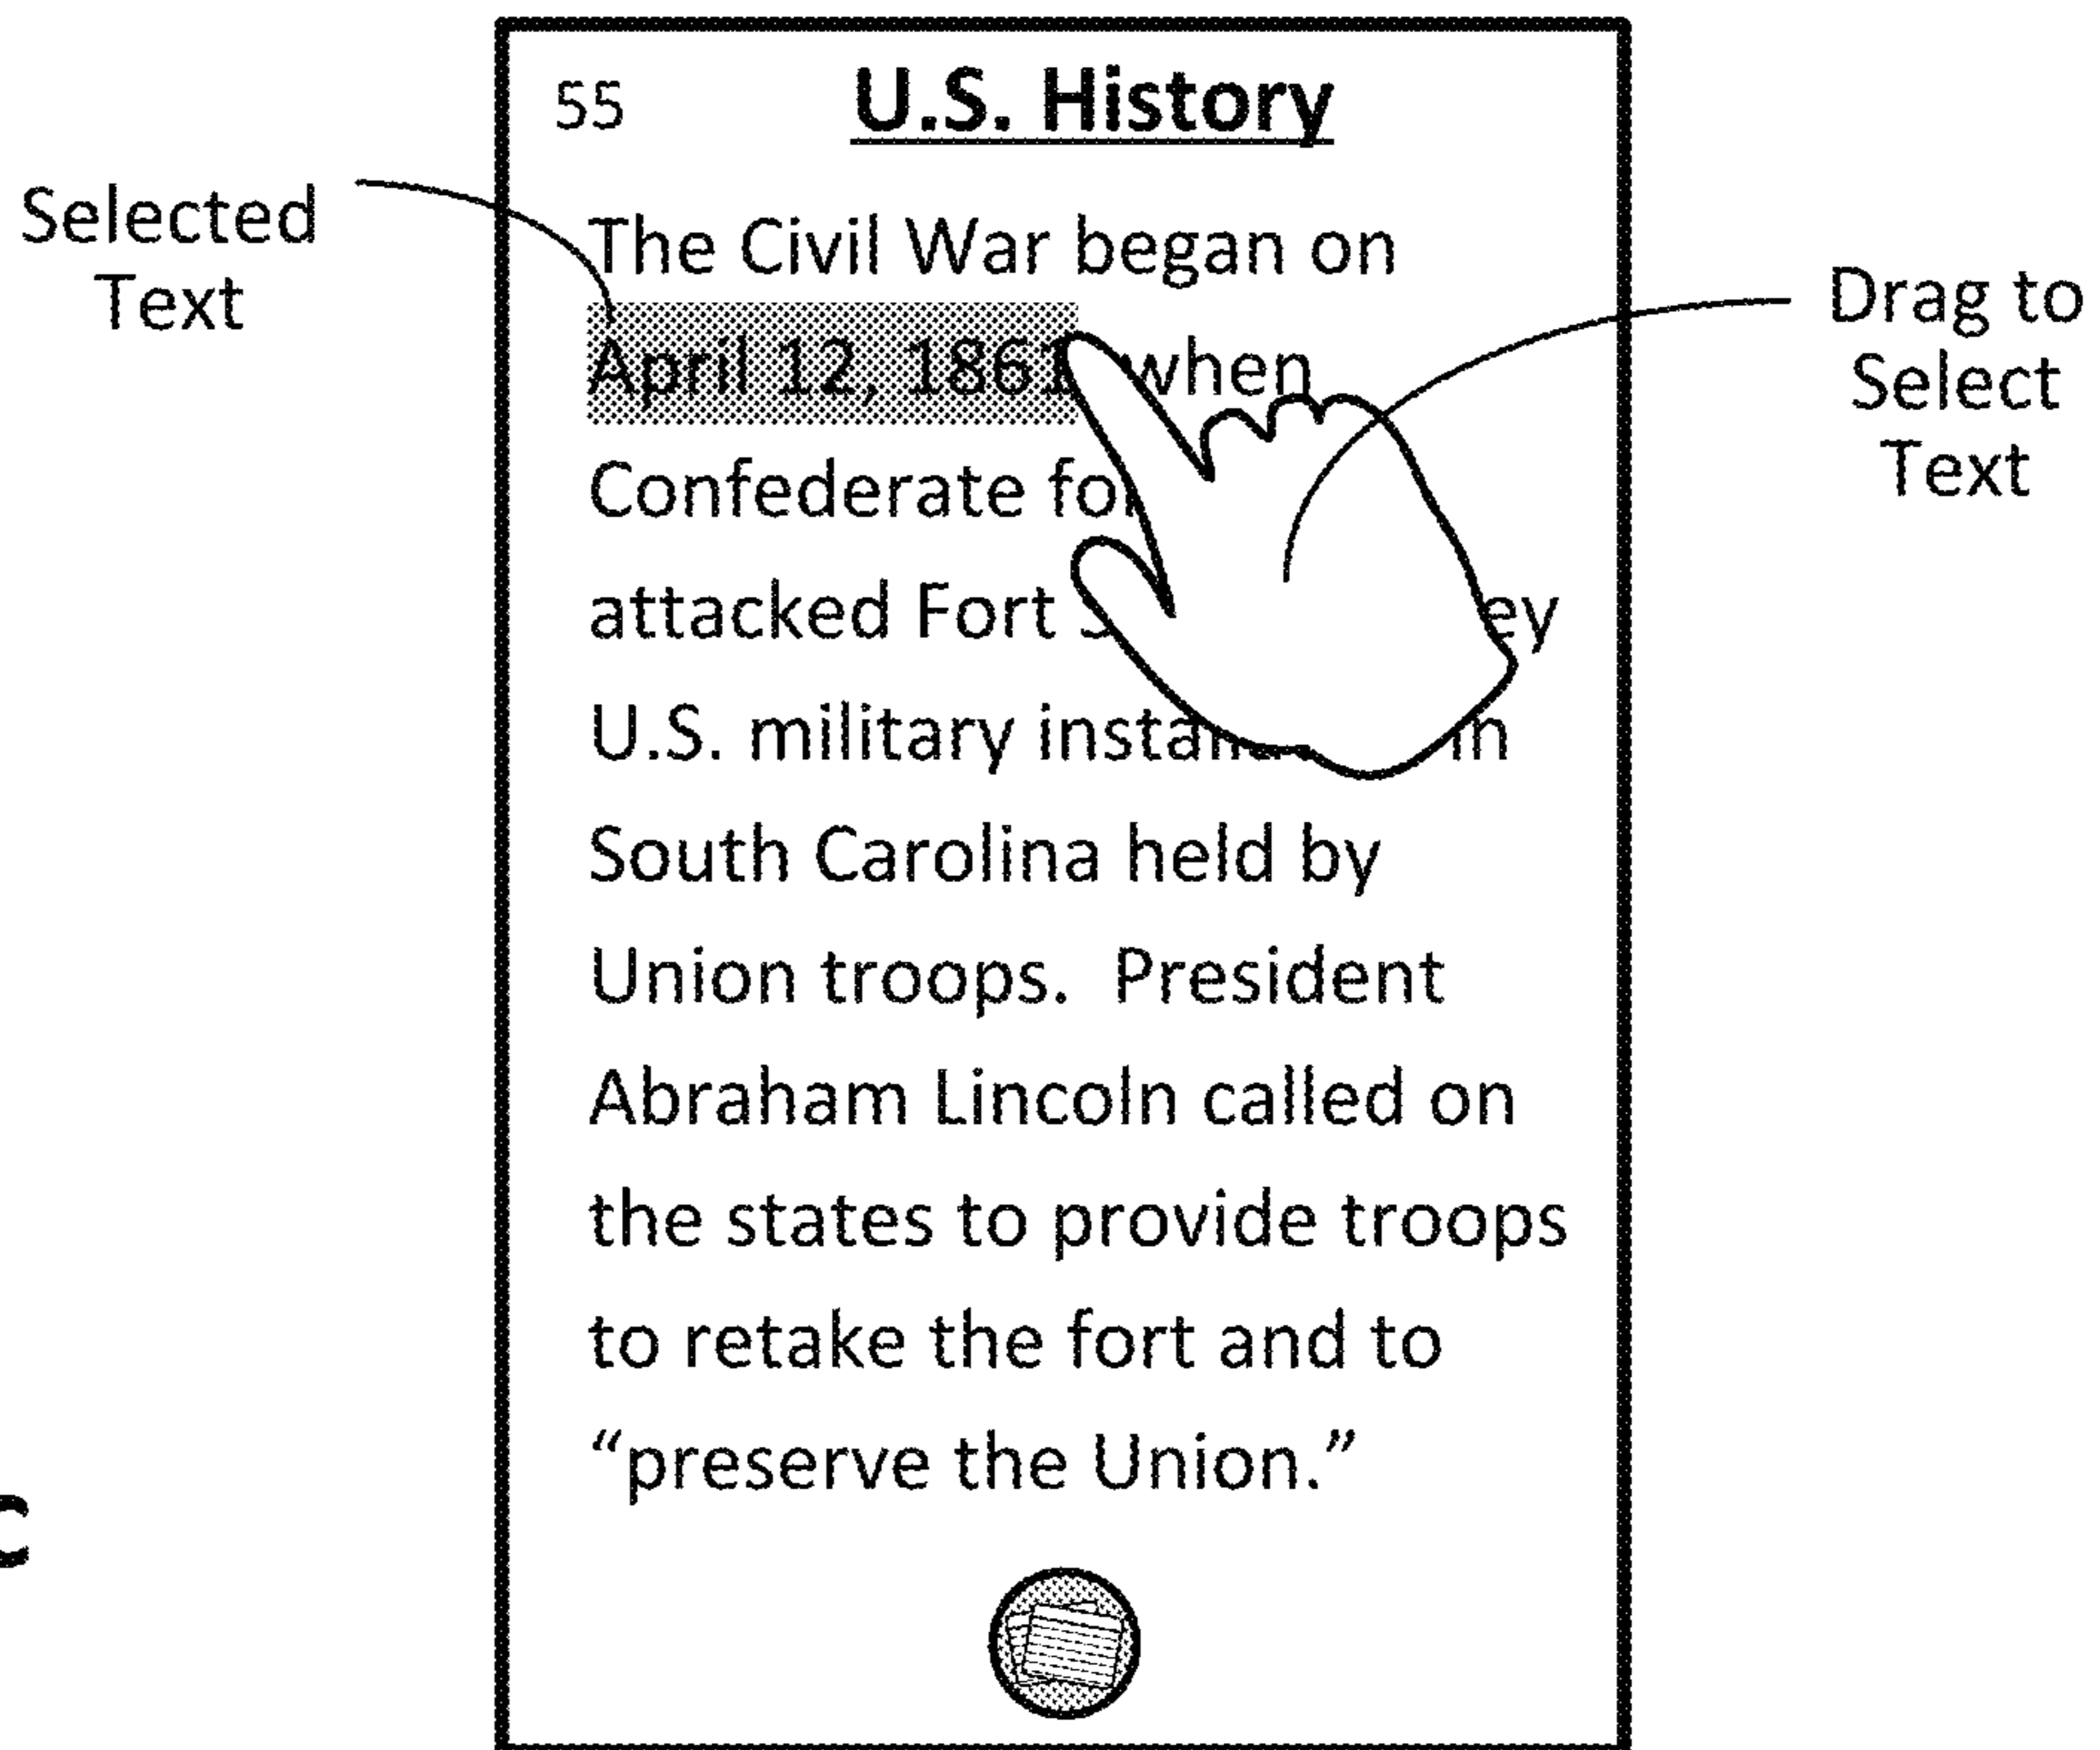 55
U.S. History
Selected
Text
The Civil War began on
April 12, 1861 when
Confederate
attacked Fort
U.S. military in
South Carolina held by
Union troops. President
Abraham Lincoln called on
the states to provide troops
to retake the fort and to
“preserve the Union.”
Drag to
Select
Text